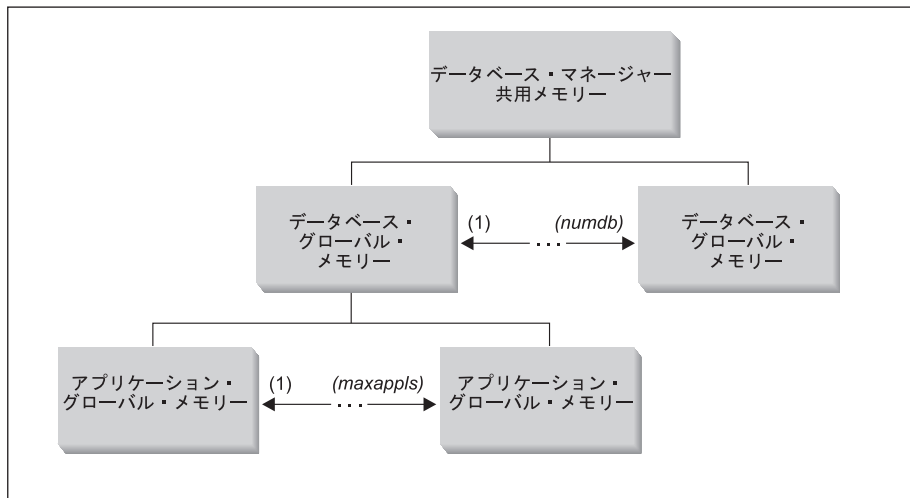 データベース・マネージャー
共用メモリー
データベース・
グローバル・
メモリー
(1)
(numdb)
...
データベース・
グローバル・
メモリー
アプリケーション・
グローバル・メモリー
(1)
(maxappls)
...
アプリケーション・
グローバル・メモリー